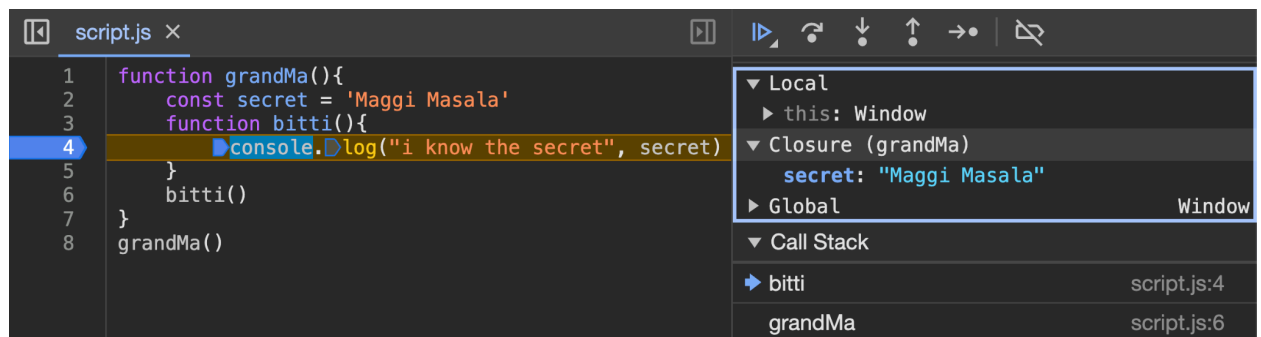 script.js ×
1 function grandMa(){
2     const secret = 'Maggi Masala'
3     function bitti(){
4         console.log("i know the secret", secret)
5     }
6     bitti()
7 }
8 grandMa()
Local
this: Window
Closure (grandMa)
secret: "Maggi Masala"
Global Window
Call Stack
bitti script.js:4
grandMa script.js:6